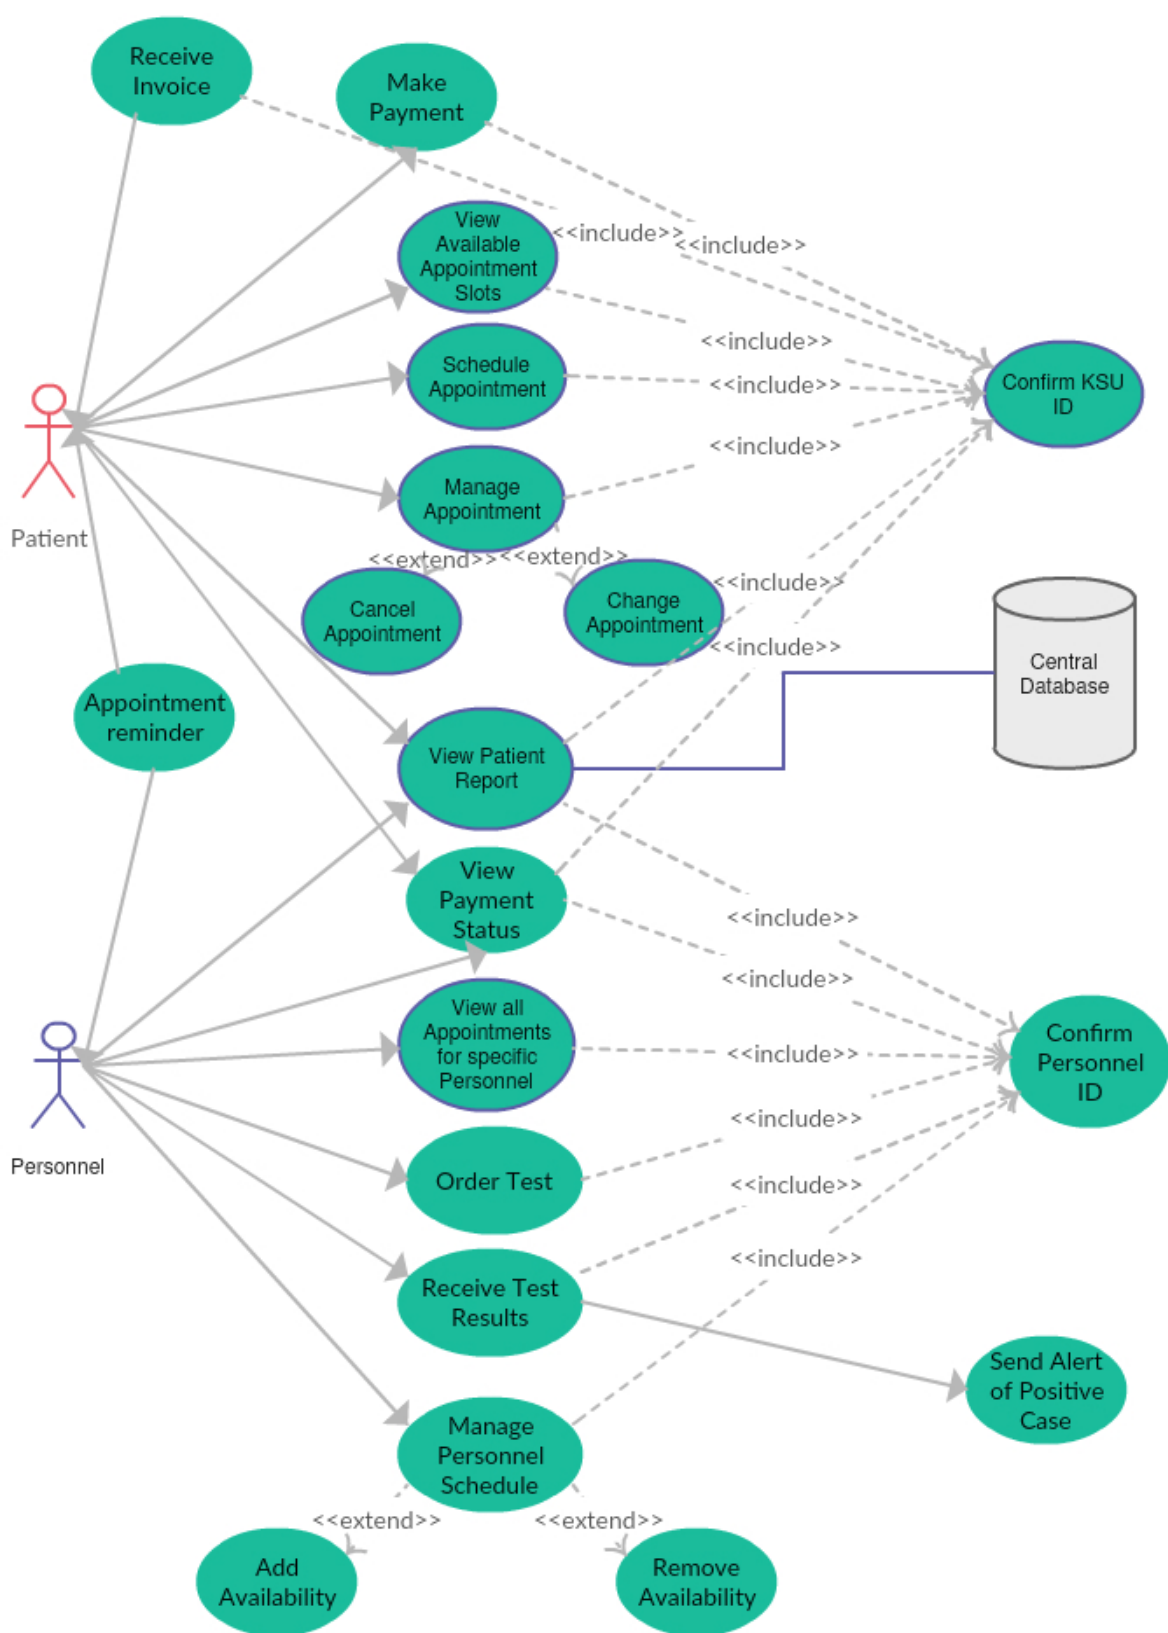 Receive
Invoice
Make
Payment
View
Available
Appointment
Slots
<<include>>
<<include>>
<<include>>
Schedule
Appointment
<<include>>
Confirm KSU
ID
<<include>>
Manage
Appointment
Patient
<<extend>>
<<extend>>
Cancel
Appointment
Change
Appointment
<<include>>
<<include>>
Central
Database
Appointment
reminder
View Patient
Report
View
Payment
Status
<<include>>
<<include>>
View all
Appointments
for specific
Personnel
<<include>>
Confirm
Personnel
ID
<<include>>
Personnel
Order Test
<<include>>
<<include>>
Receive Test
Results
Send Alert
of Positive
Case
Manage
Personnel
Schedule
<<extend>>
<<extend>>
Add
Availability
Remove
Availability